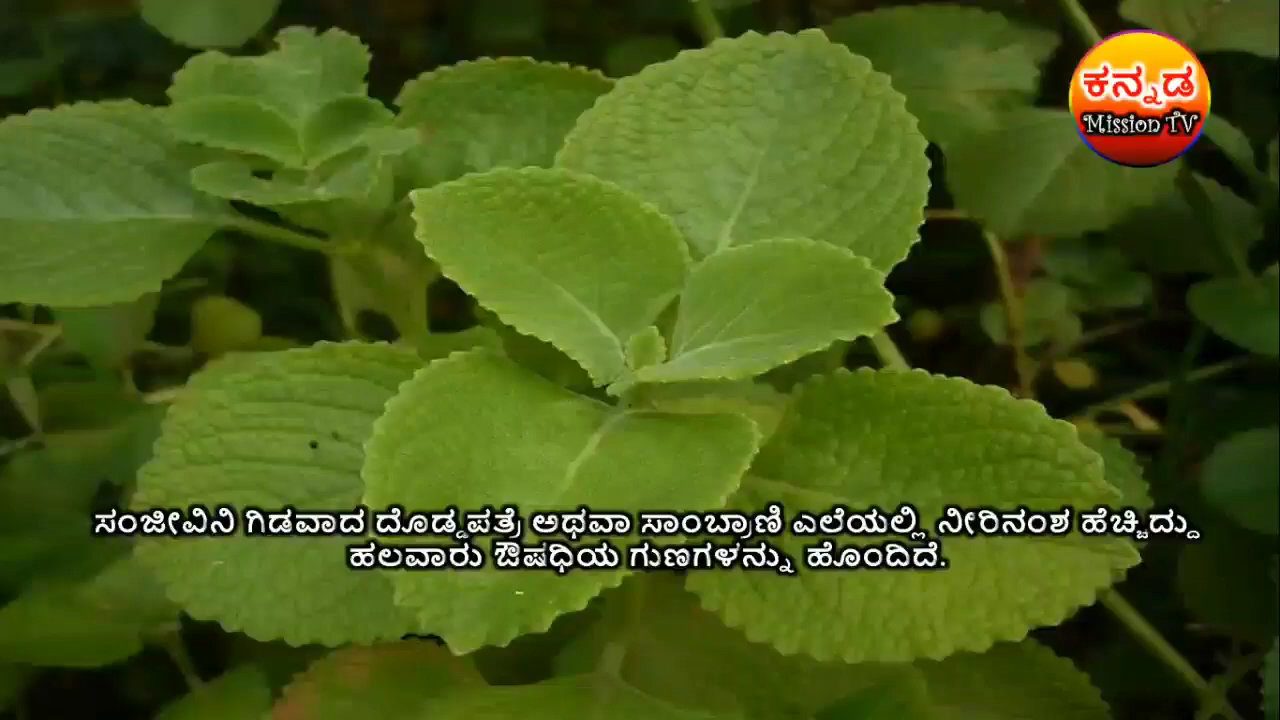 ಕನ್ನಡ
Mission TV
ಸಂಜೀವಿನಿ ಗಿಡವಾದ ದೊಡ್ಡಪತ್ರೆ ಅಥವಾ ಸಾಂಬ್ರಾಣಿ ಎಲೆಯಲ್ಲಿ ನೀರಿನಂಶ ಹೆಚ್ಚಿದ್ದು
ಹಲವಾರು ಔಷಧಿಯ ಗುಣಗಳನ್ನು ಹೊಂದಿದೆ.